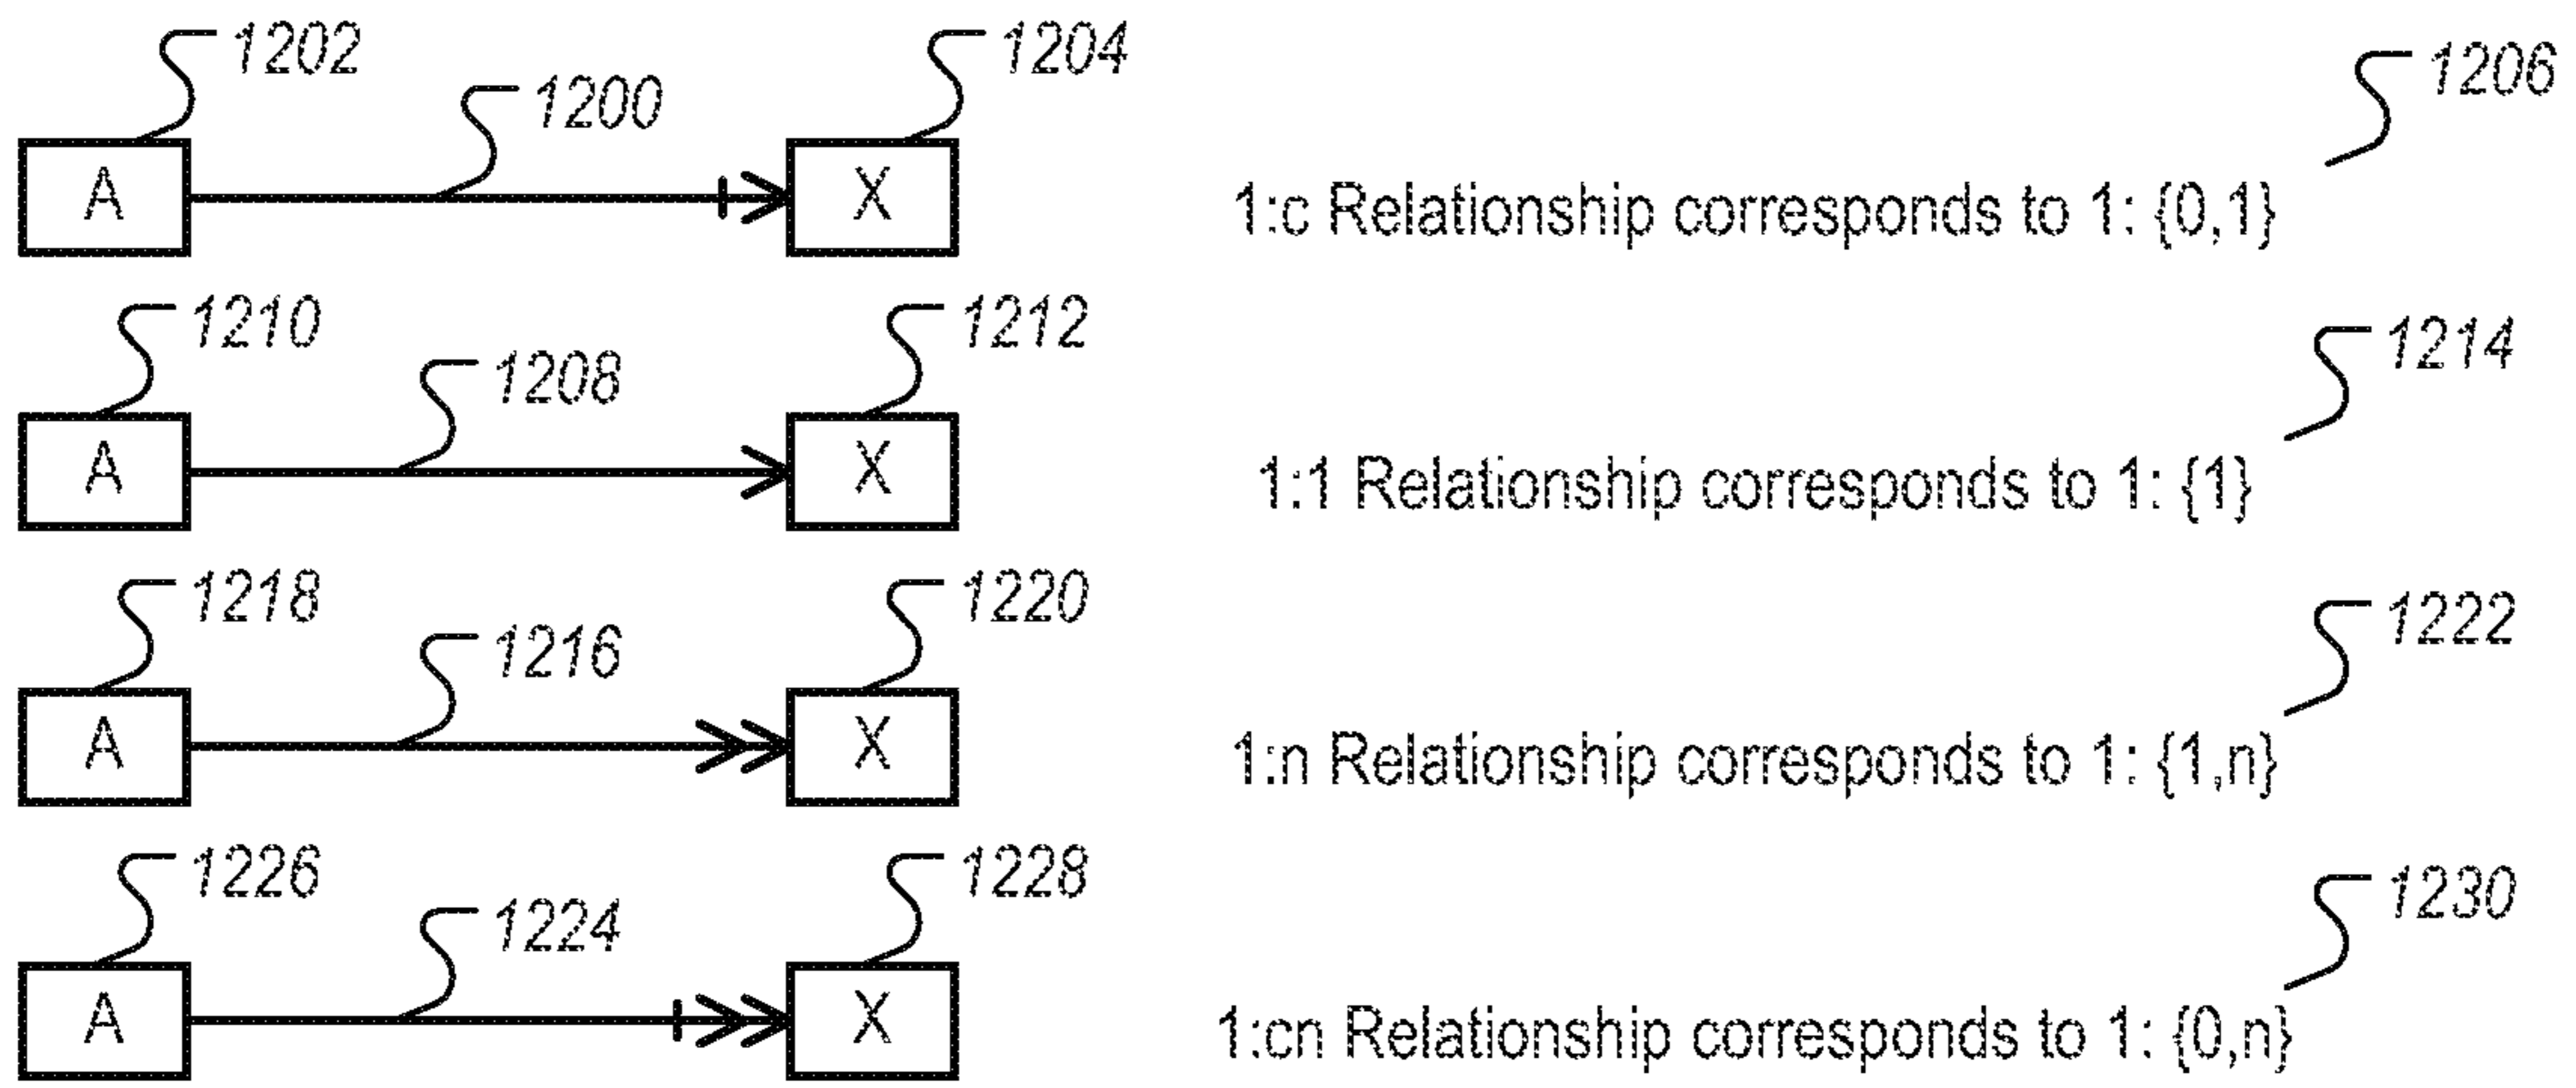 1202
1204
1206
1200
A
X
1:c Relationship corresponds to 1: {0,1}
1210
1212
1214
1208
A
X
1:1 Relationship corresponds to 1: {1}
1218
1220
1222
1216
A
X
1:n Relationship corresponds to 1: {1,n}
1226
1228
1230
1224
A
X
1:cn Relationship corresponds to 1: {0,n}